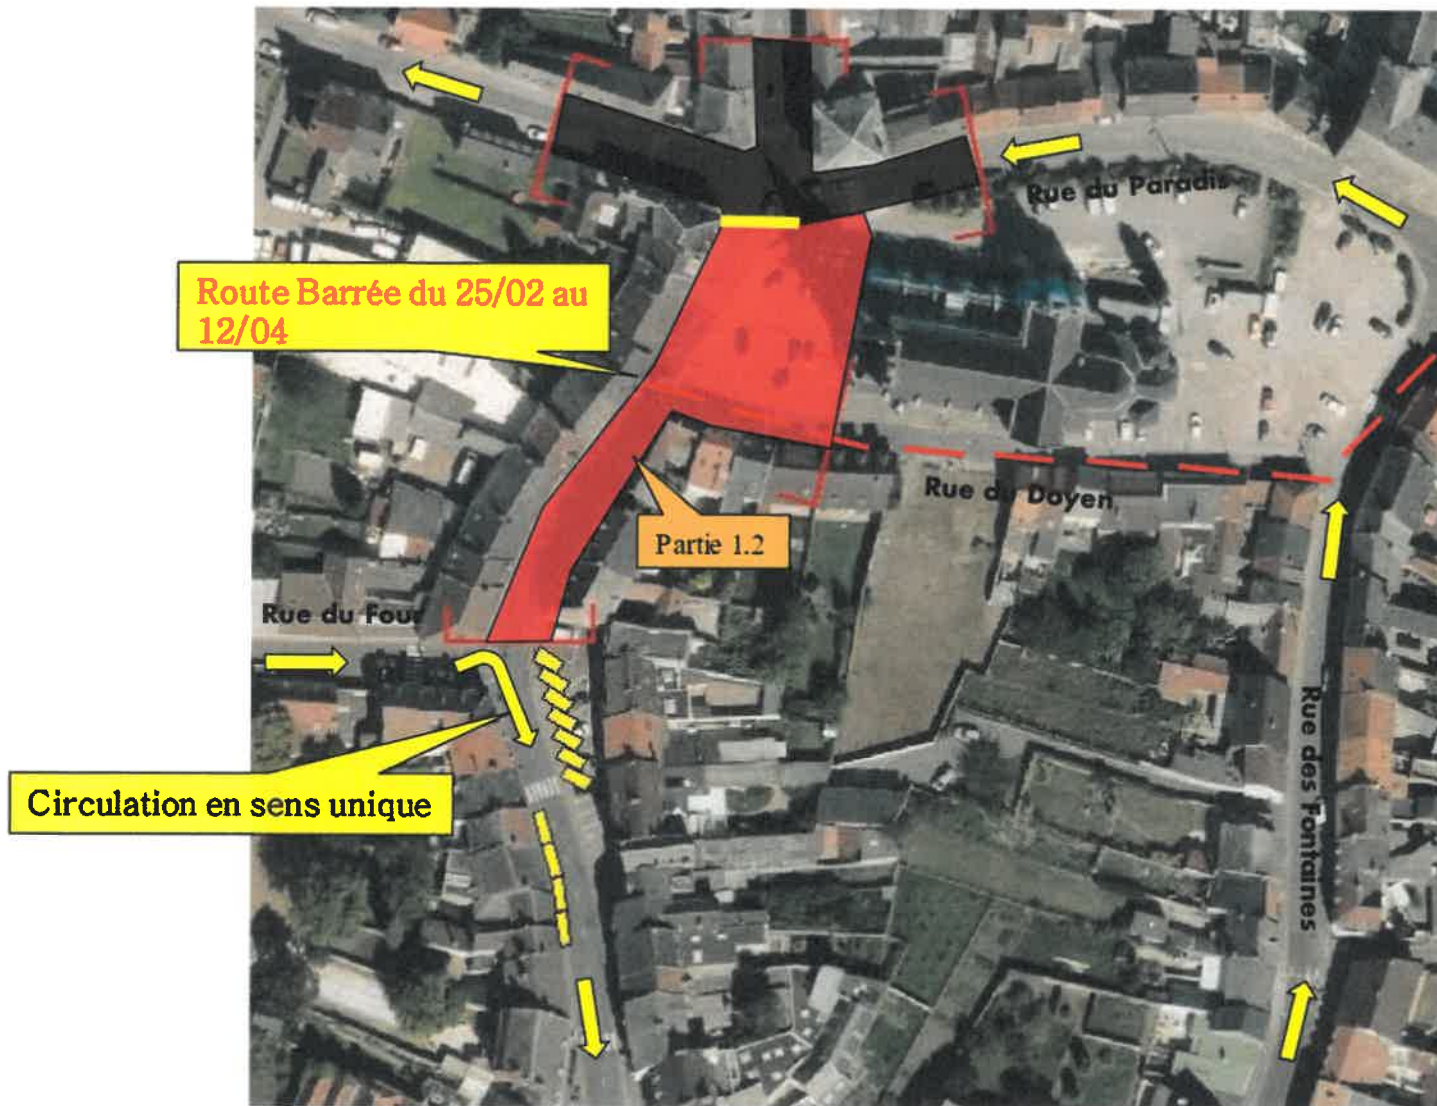 Rue du Paradis
Route Barrée du 25/02 au
12/04
Rue du Doyen
Partie 1.2
Rue du Four
Rue des Fontaines
Circulation en sens unique